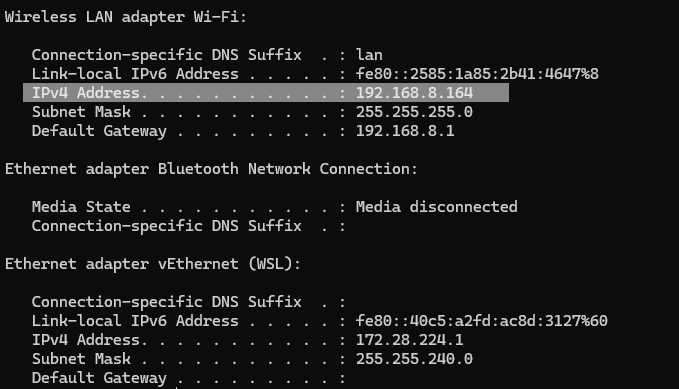 Wireless LAN adapter Wi-Fi:
Connection-specific DNS Suffix  . : lan
Link-local IPv6 Address . . . . . : fe80::2585:1a85:2b41:4647%8
IPv4 Address. . . . . . . . . . . : 192.168.8.164
Subnet Mask . . . . . . . . . . . : 255.255.255.0
Default Gateway . . . . . . . . . : 192.168.8.1
Ethernet adapter Bluetooth Network Connection:
Media State . . . . . . . . . . . : Media disconnected
Connection-specific DNS Suffix  . :
Ethernet adapter vEthernet (WSL):
Connection-specific DNS Suffix  . :
Link-local IPv6 Address . . . . . : fe80::40c5:a2fd:ac8d:3127%60
IPv4 Address. . . . . . . . . . . : 172.28.224.1
Subnet Mask . . . . . . . . . . . : 255.255.240.0
Default Gateway . . . . . . . . . :